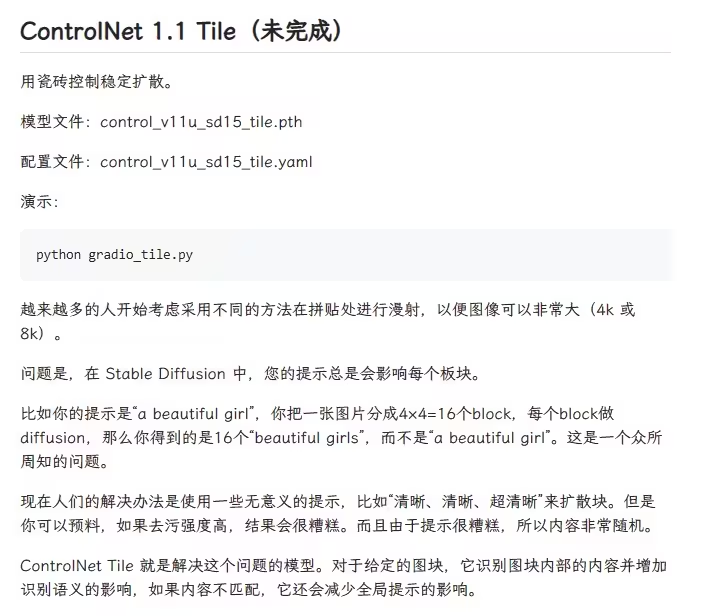 ControlNet 1.1 Tile（未完成）
用瓷砖控制稳定扩散。
模型文件：control_v11u_sd15_tile.pth
配置文件：control_v11u_sd15_tile.yaml
演示：
python gradio_tile.py
越来越多的人开始考虑采用不同的方法在拼贴处进行漫射，以便图像可以非常大（4k 或
8k）。
问题是，在 Stable Diffusion 中，您的提示总是会影响每个板块。
比如你的提示是“a beautiful girl”，你把一张图片分成4×4=16个block，每个block做
diffusion，那么你得到的是16个“beautiful girls”，而不是“a beautiful girl”。这是一个众所
周知的问题。
现在人们的解决办法是使用一些无意义的提示，比如“清晰、清晰、超清晰”来扩散块。但是
你可以预料，如果去污强度高，结果会很糟糕。而且由于提示很糟糕，所以内容非常随机。
ControlNet Tile 就是解决这个问题的模型。对于给定的图块，它识别图块内部的内容并增加
识别语义的影响，如果内容不匹配，它还会减少全局提示的影响。